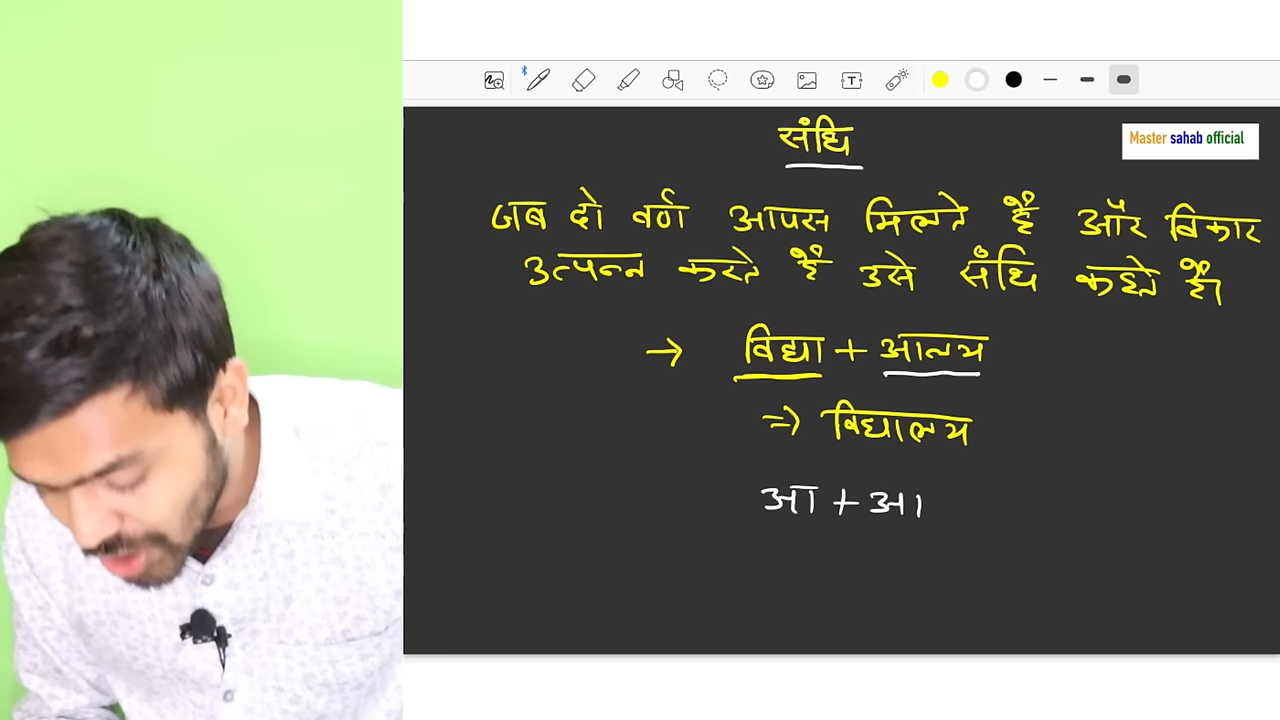 संधि
Master sahab official
जब दो वर्ण आपस मिलते हैं और विकार
उत्पन्न करते हैं उसे संधि कहते हैं।
→ विद्या + आलय
⇒ विद्यालय
आ + आ